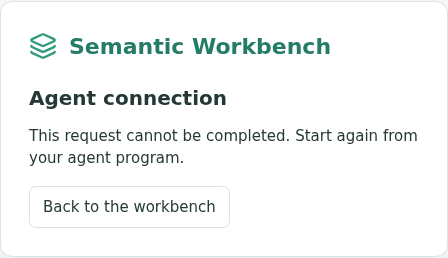 Semantic Workbench
Agent connection
This request cannot be completed. Start again from
your agent program.
Back to the workbench